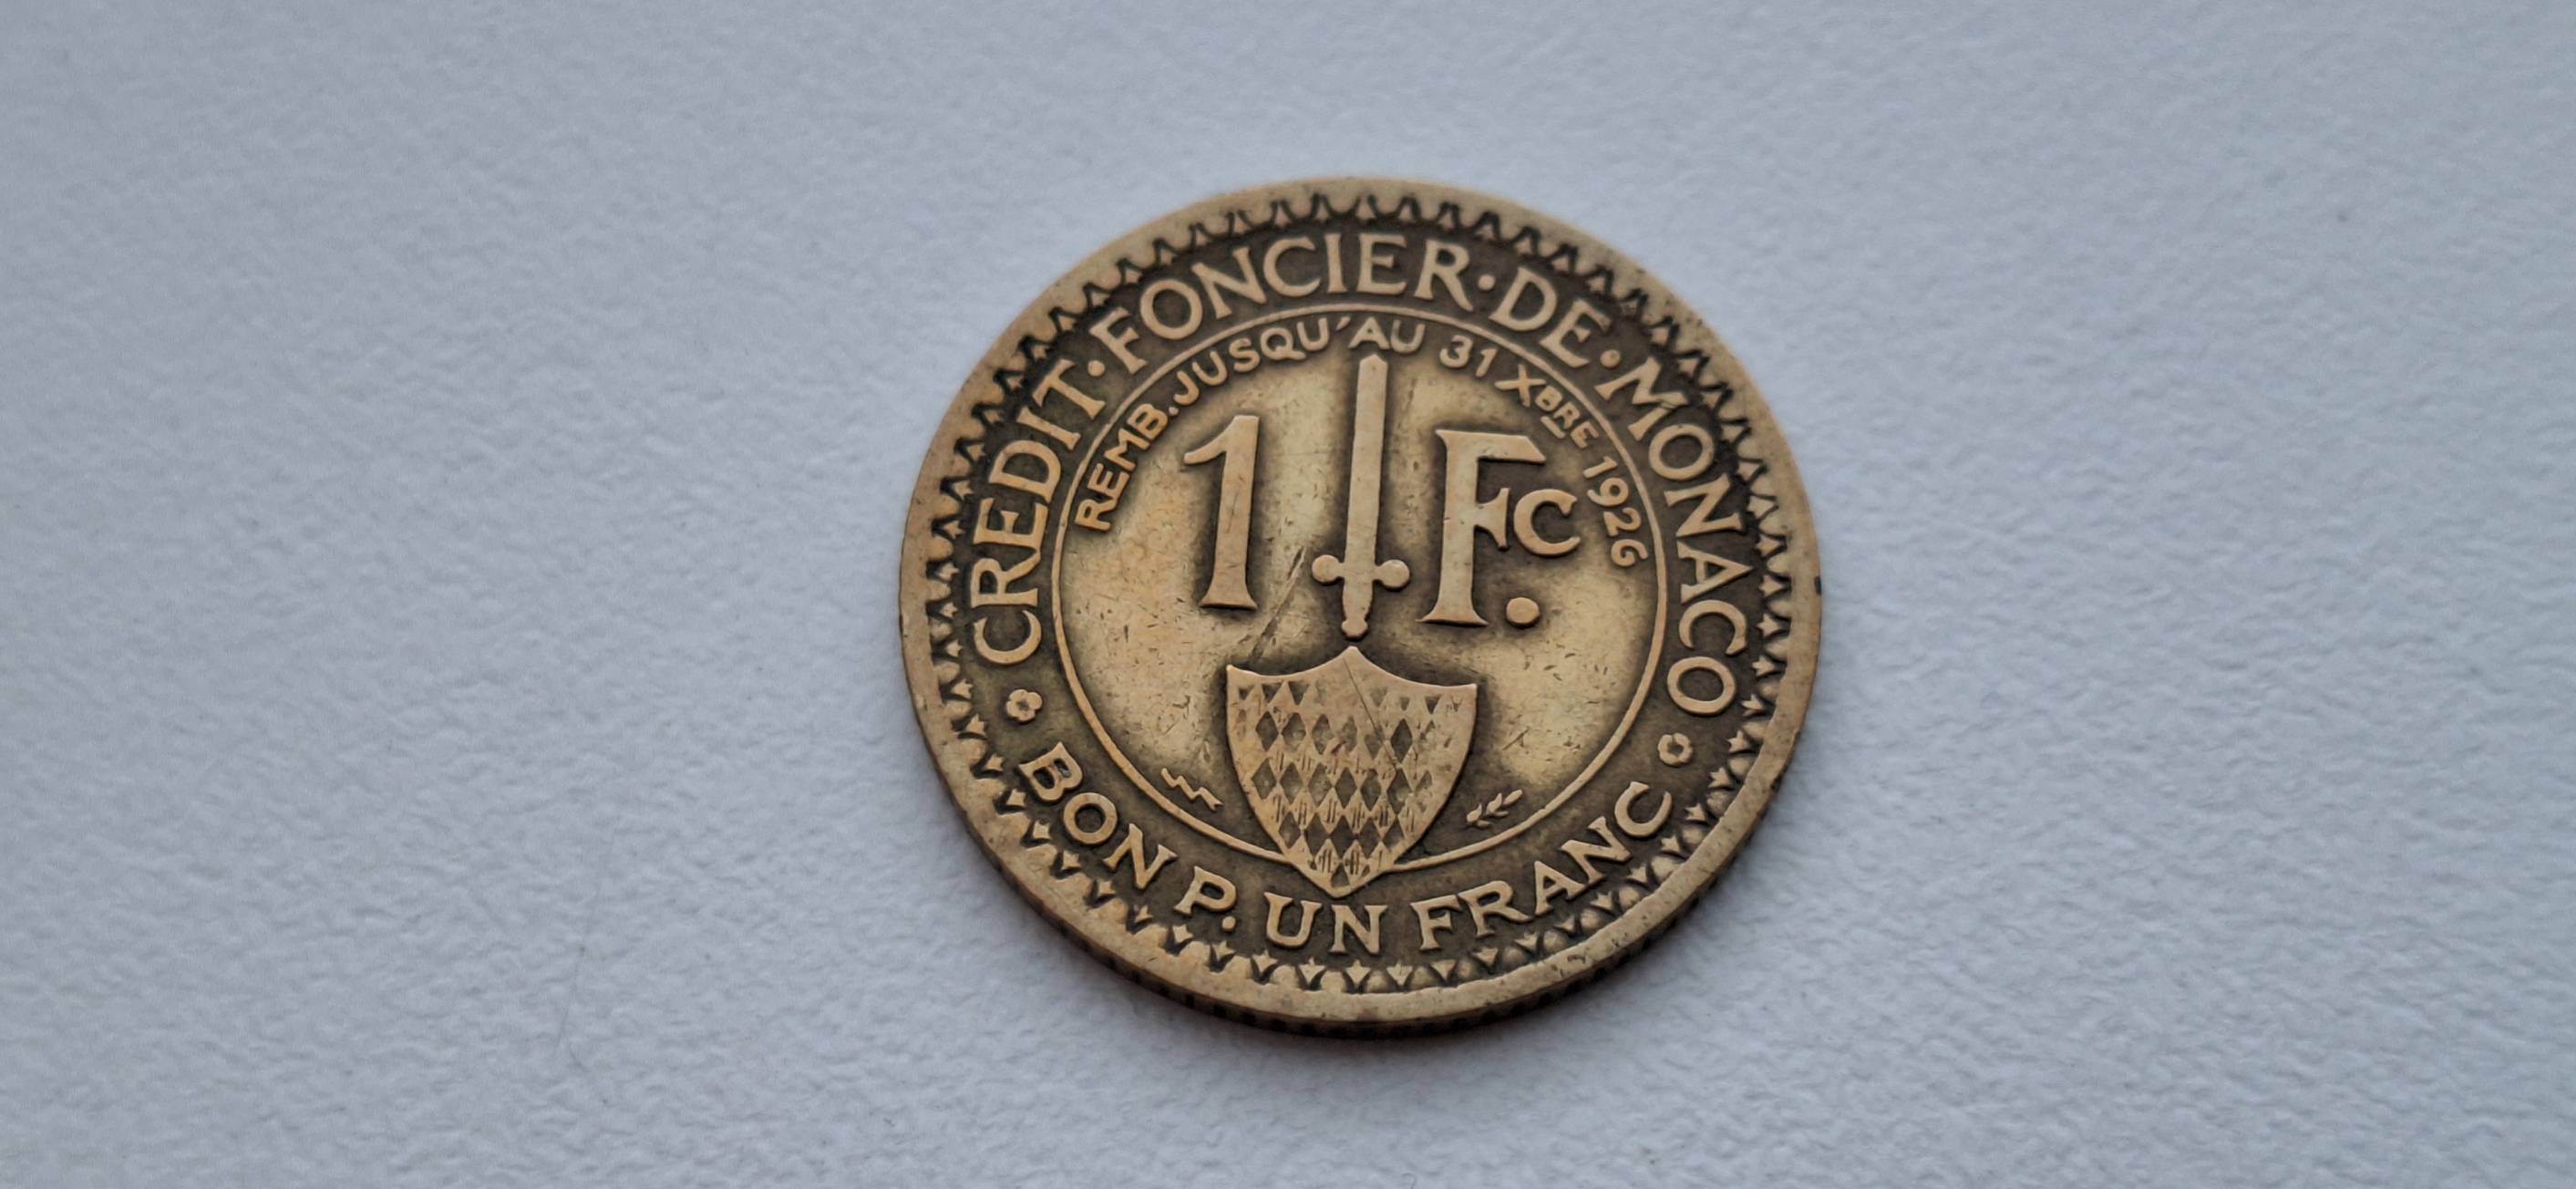 CREDIT·FONCIER·DE·MONACO
REMB.JUSQU'AU 31 XBRE 1926
1 Fc.
BON P. UN FRANC